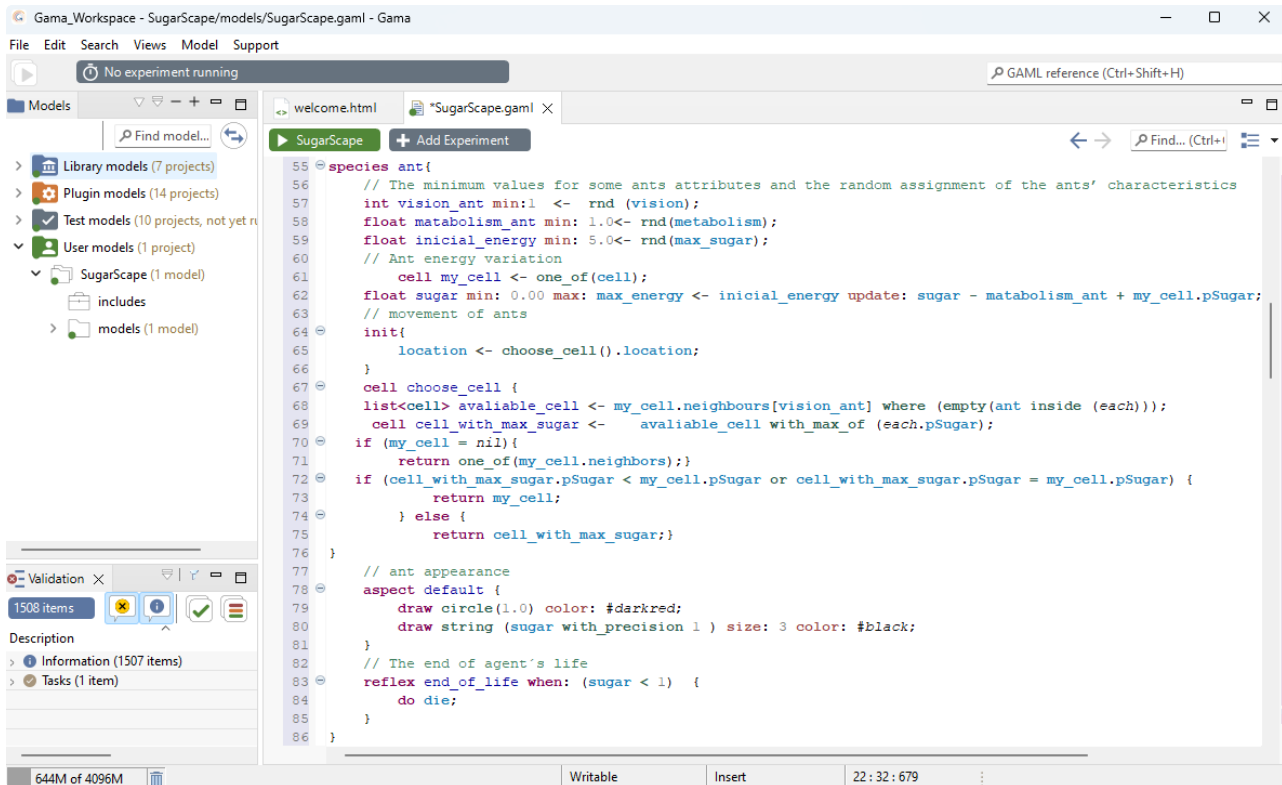 Gama_Workspace - SugarScape/models/SugarScape.gaml - Gama
File Edit Search Views Model Support
No experiment running
GAML reference (Ctrl+Shift+H)
Models
Find model...
Library models (7 projects)
Plugin models (14 projects)
Test models (10 projects, not yet ru
User models (1 project)
SugarScape (1 model)
includes
models (1 model)
Validation
1508 items
Description
Information (1507 items)
Tasks (1 item)
welcome.html
*SugarScape.gaml
SugarScape
Add Experiment
Find... (Ctrl+
55 species ant{
56 // The minimum values for some ants attributes and the random assignment of the ants’ characteristics
57 int vision_ant min:1 <- rnd (vision);
58 float matabolism_ant min: 1.0<- rnd(metabolism);
59 float inicial_energy min: 5.0<- rnd(max_sugar);
60 // Ant energy variation
61 cell my_cell <- one_of(cell);
62 float sugar min: 0.00 max: max_energy <- inicial_energy update: sugar - matabolism_ant + my_cell.pSugar;
63 // movement of ants
64 init{
65 location <- choose_cell().location;
66 }
67 cell choose_cell {
68 list<cell> avaliable_cell <- my_cell.neighbours[vision_ant] where (empty(ant inside (each)));
69 cell cell_with_max_sugar <- avaliable_cell with_max_of (each.pSugar);
70 if (my_cell = nil){
71 return one_of(my_cell.neighbors);}
72 if (cell_with_max_sugar.pSugar < my_cell.pSugar or cell_with_max_sugar.pSugar = my_cell.pSugar) {
73 return my_cell;
74 } else {
75 return cell_with_max_sugar;}
76 }
77 // ant appearance
78 aspect default {
79 draw circle(1.0) color: #darkred;
80 draw string (sugar with_precision 1 ) size: 3 color: #black;
81 }
82 // The end of agent´s life
83 reflex end_of_life when: (sugar < 1) {
84 do die;
85 }
86 }
644M of 4096M
Writable
Insert
22 : 32 : 679